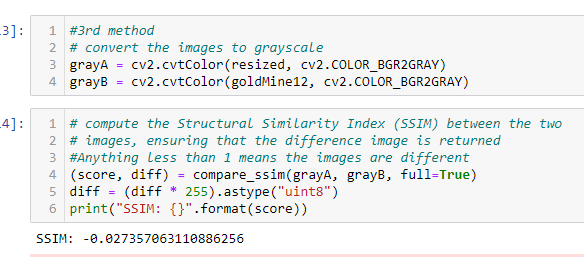 3]:
1 #3rd method
2 # convert the images to grayscale
3 grayA = cv2.cvtColor(resized, cv2.COLOR_BGR2GRAY)
4 grayB = cv2.cvtColor(goldMine12, cv2.COLOR_BGR2GRAY)
4]:
1 # compute the Structural Similarity Index (SSIM) between the two
2 # images, ensuring that the difference image is returned
3 #Anything less than 1 means the images are different
4 (score, diff) = compare_ssim(grayA, grayB, full=True)
5 diff = (diff * 255).astype("uint8")
6 print("SSIM: {}".format(score))
SSIM: -0.027357063110886256